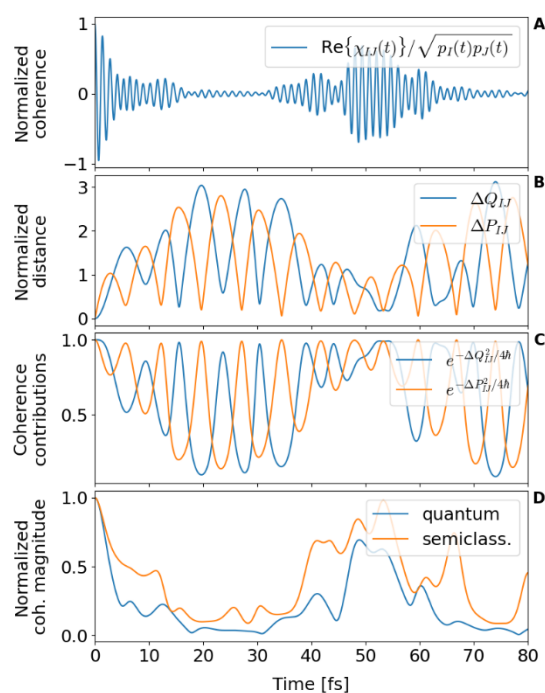 A
1
0
−1
Normalized
coherence
Re{χ_IJ(t)}/√p_I(t)p_J(t)
B
3
2
1
0
Normalized
distance
ΔQ_IJ
ΔP_IJ
C
1.0
0.5
Coherence
contributions
e^−ΔQ²_IJ/4ħ
e^−ΔP²_IJ/4ħ
D
1.0
0.5
0.0
Normalized
coh. magnitude
quantum
semiclass.
0 10 20 30 40 50 60 70 80
Time [fs]